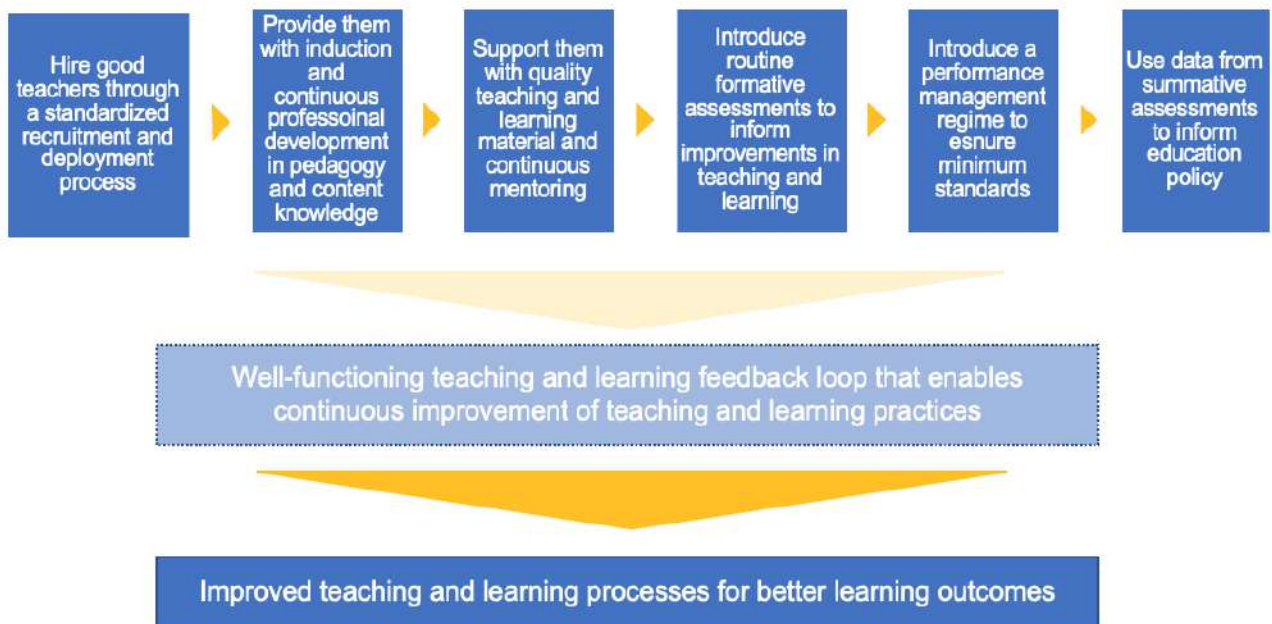 Hire good
teachers through
a standardized
recruitment and
deployment
process
Provide them
with induction
and
continuous
professoinal
development
in pedagogy
and content
knowledge
Support them
with quality
teaching and
learning
material and
continuous
mentoring
Introduce
routine
formative
assessments to
inform
improvements in
teaching and
learning
Introduce a
performance
management
regime to
esnure
minimum
standards
Use data from
summative
assessments
to inform
education
policy
Well-functioning teaching and learning feedback loop that enables
continuous improvement of teaching and learning practices
Improved teaching and learning processes for better learning outcomes